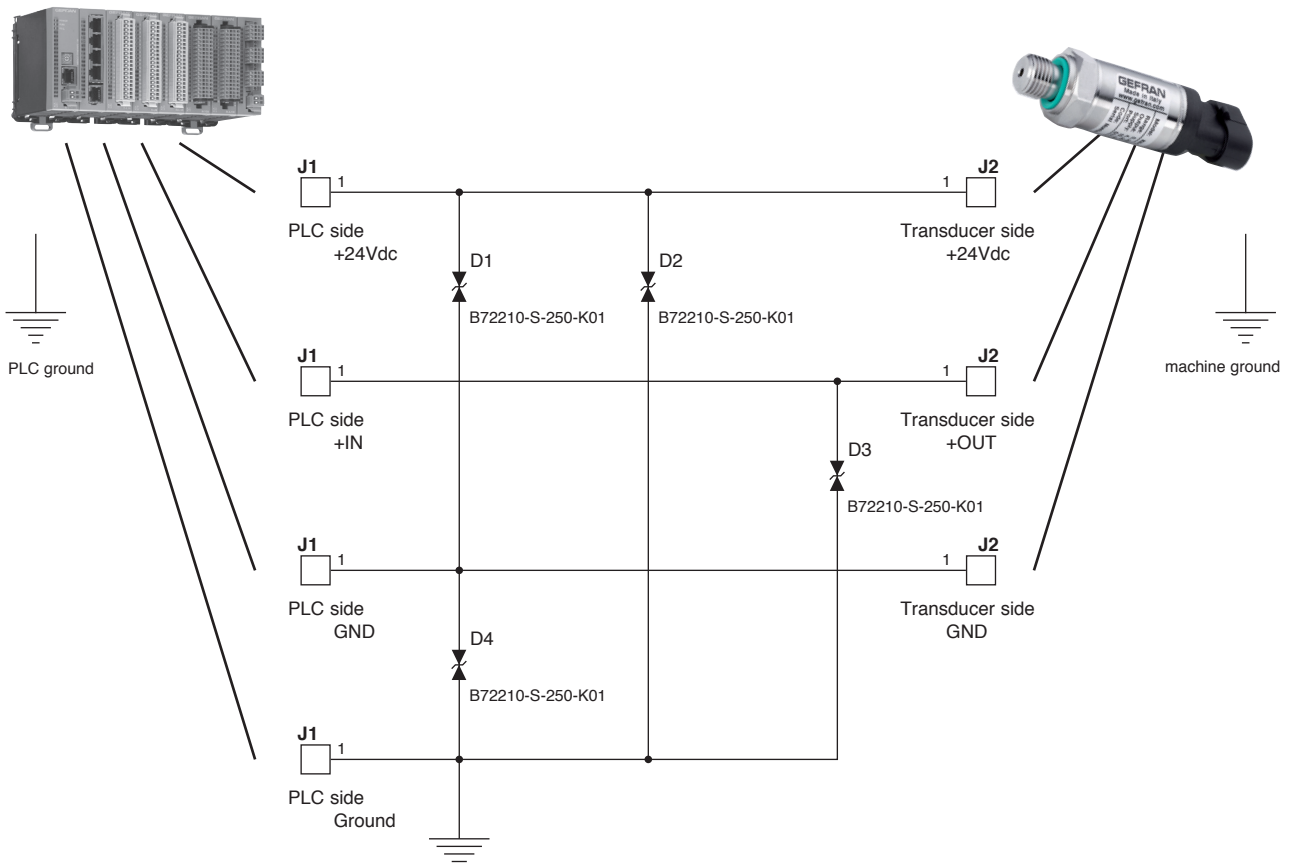 GEFRAN
Made in Italy
www.gefran.com
J1
1
PLC side
+24Vdc
1
J2
Transducer side
+24Vdc
D1
B72210-S-250-K01
D2
B72210-S-250-K01
PLC ground
machine ground
J1
1
PLC side
+IN
1
J2
Transducer side
+OUT
D3
B72210-S-250-K01
J1
1
PLC side
GND
1
J2
Transducer side
GND
D4
B72210-S-250-K01
J1
1
PLC side
Ground